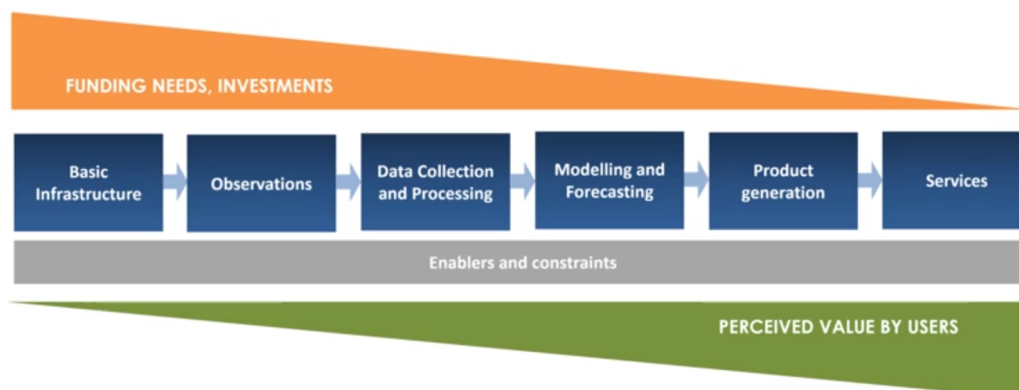 FUNDING NEEDS, INVESTMENTS
Basic
Infrastructure
Observations
Data Collection
and Processing
Modelling and
Forecasting
Product
generation
Services
Enablers and constraints
PERCEIVED VALUE BY USERS